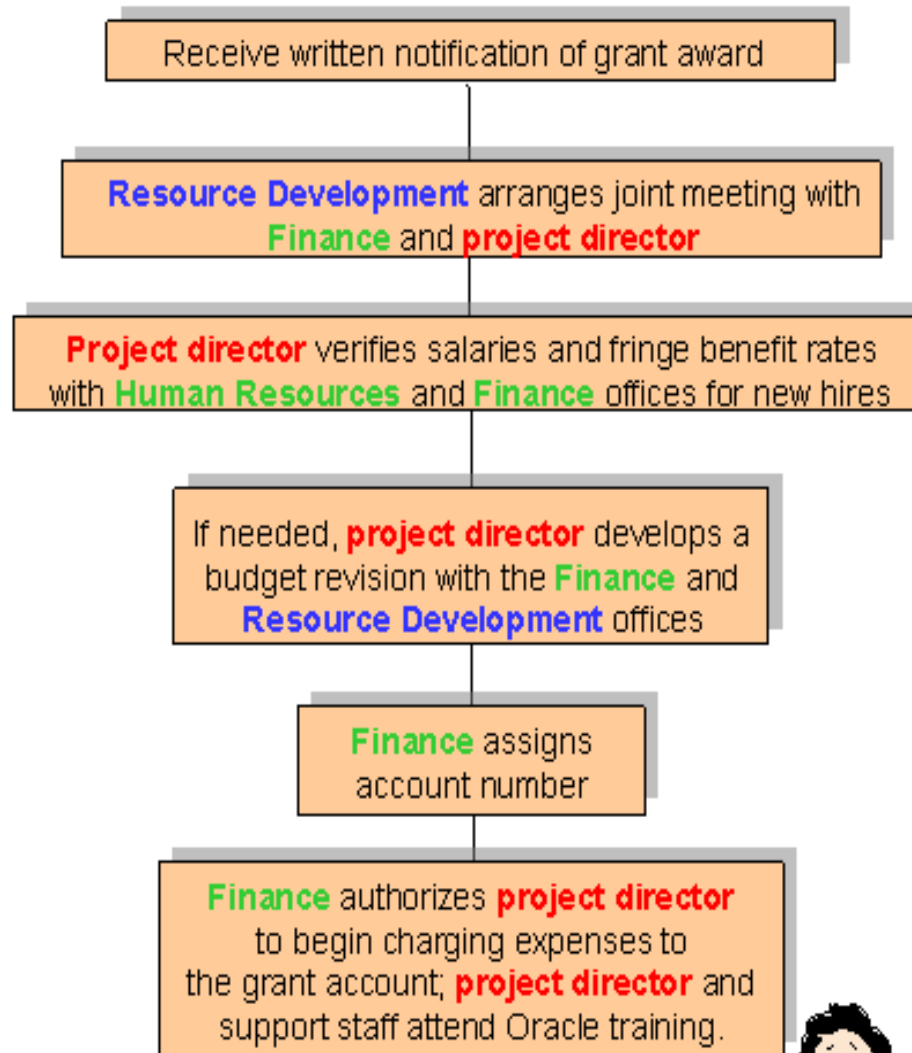 Receive written notification of grant award
Resource Development arranges joint meeting with
Finance and project director
Project director verifies salaries and fringe benefit rates
with Human Resources and Finance offices for new hires
If needed, project director develops a
budget revision with the Finance and
Resource Development offices
Finance assigns
account number
Finance authorizes project director
to begin charging expenses to
the grant account; project director and
support staff attend Oracle training.